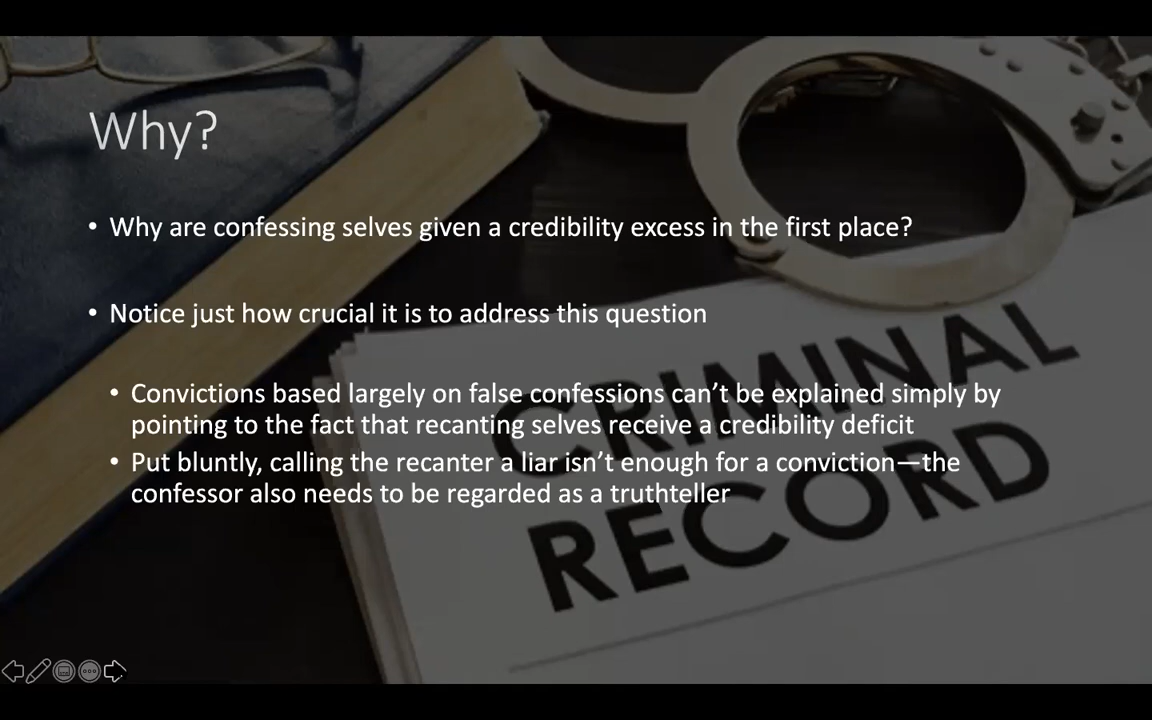 Why?
• Why are confessing selves given a credibility excess in the first place?
• Notice just how crucial it is to address this question
• Convictions based largely on false confessions can’t be explained simply by
pointing to the fact that recanting selves receive a credibility deficit
• Put bluntly, calling the recanter a liar isn’t enough for a conviction—the
confessor also needs to be regarded as a truthteller
CRIMINAL
RECORD